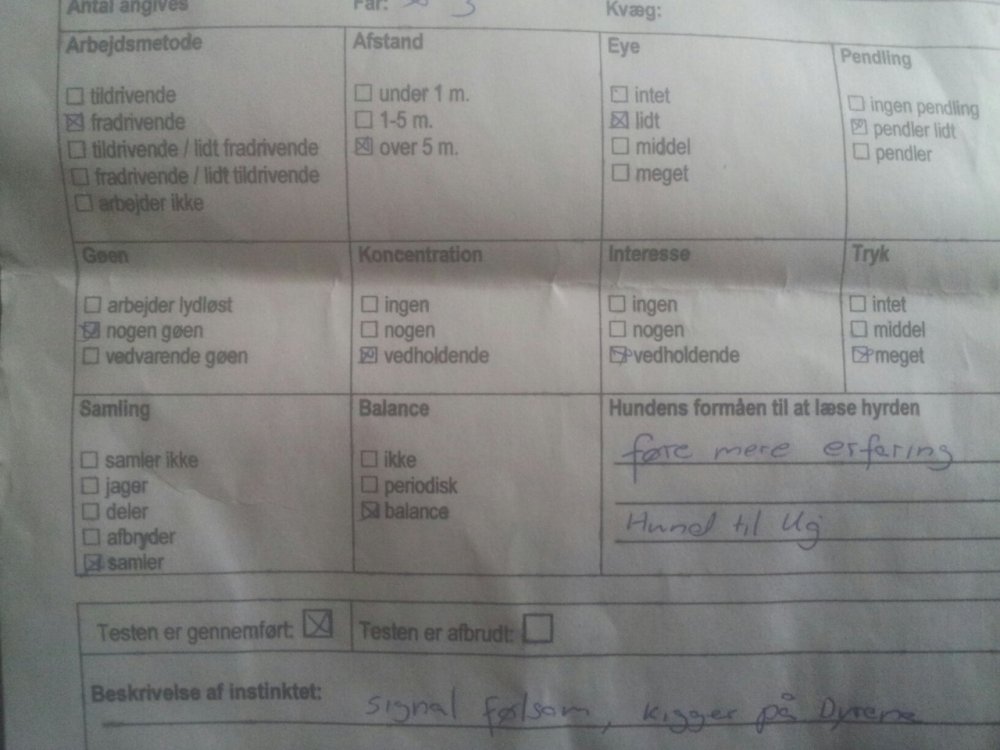 Antal angives Får: 3 Kvæg:
Arbejdsmetode
tildrivende
fradrivende
tildrivende / lidt fradrivende
fradrivende / lidt tildrivende
arbejder ikke
Afstand
under 1 m.
1-5 m.
over 5 m.
Eye
intet
lidt
middel
meget
Pendling
ingen pendling
pendler lidt
pendler
Gøen
arbejder lydløst
nogen gøen
vedvarende gøen
Koncentration
ingen
nogen
vedholdende
Interesse
ingen
nogen
vedholdende
Tryk
intet
middel
meget
Samling
samler ikke
jager
deler
afbryder
samler
Balance
ikke
periodisk
balance
Hundens formåen til at læse hyrden
føre mere erfaring
Hund til Ug
Testen er gennemført: Testen er afbrudt:
Beskrivelse af instinktet: signal følsom, kigger på Dyrene